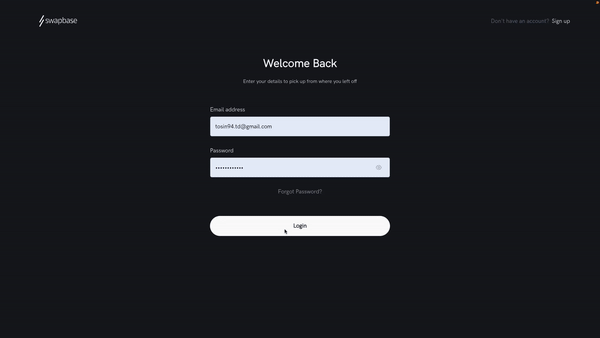 swapbase
Don't have an account? Sign up
Welcome Back
Enter your details to pick up from where you left off
Email address
tosin94.td@gmail.com
Password
••••••••••••
Forgot Password?
Login